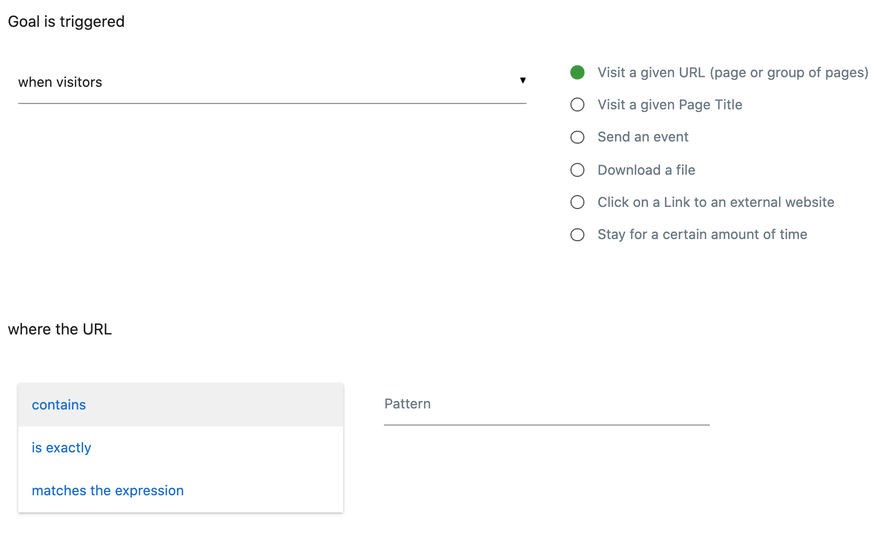 Goal is triggered
when visitors
Visit a given URL (page or group of pages)
Visit a given Page Title
Send an event
Download a file
Click on a Link to an external website
Stay for a certain amount of time
where the URL
contains
Pattern
is exactly
matches the expression